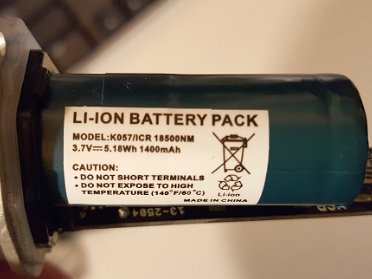 LI-ION BATTERY PACK
MODEL:K057/ICR 18500NM
3.7V⎓5.18Wh 1400mAh
CAUTION:
• DO NOT SHORT TERMINALS
• DO NOT EXPOSE TO HIGH
TEMPERATURE (140°F/60°C)
Li-ion
MADE IN CHINA